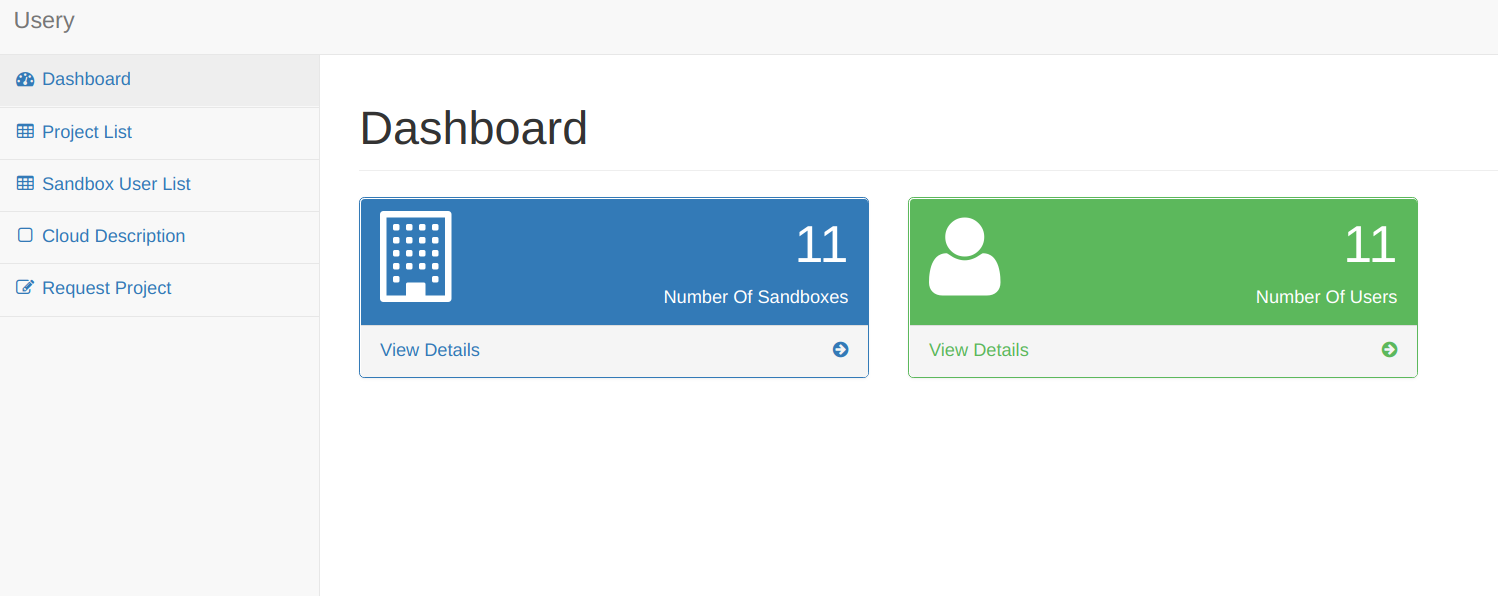 Usery
Dashboard
Project List
Sandbox User List
Cloud Description
Request Project
Dashboard
11
Number Of Sandboxes
View Details
11
Number Of Users
View Details